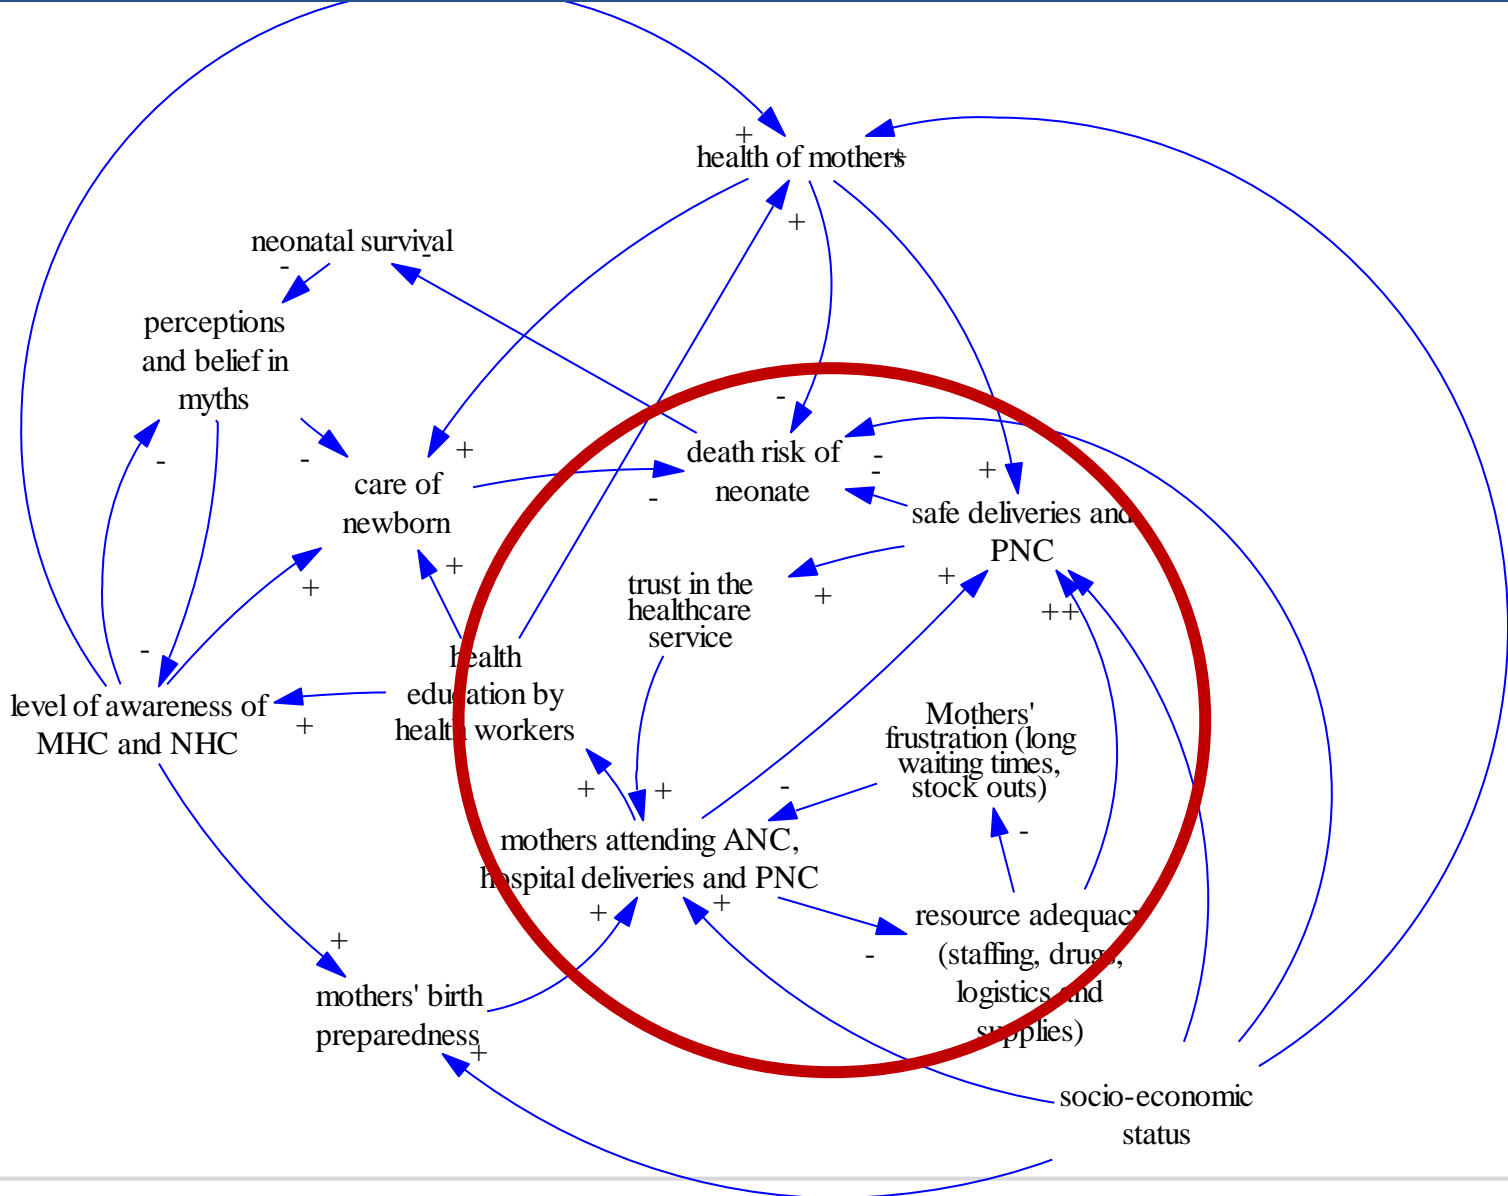 +
health of mothers
+
+
neonatal survival
-
-
perceptions
and belief in
myths
-
-
-
+
care of
newborn
-
death risk of
neonate
-
-
+
safe deliveries and
PNC
+
+
+
trust in the
healthcare
service
+
+
++
health
education by
health workers
-
level of awareness of
MHC and NHC
+
Mothers'
frustration (long
waiting times,
stock outs)
+
+
-
-
mothers attending ANC,
hospital deliveries and PNC
+
+
-
resource adequacy
(staffing, drugs,
logistics and
supplies)
+
mothers' birth
preparedness
+
socio-economic
status